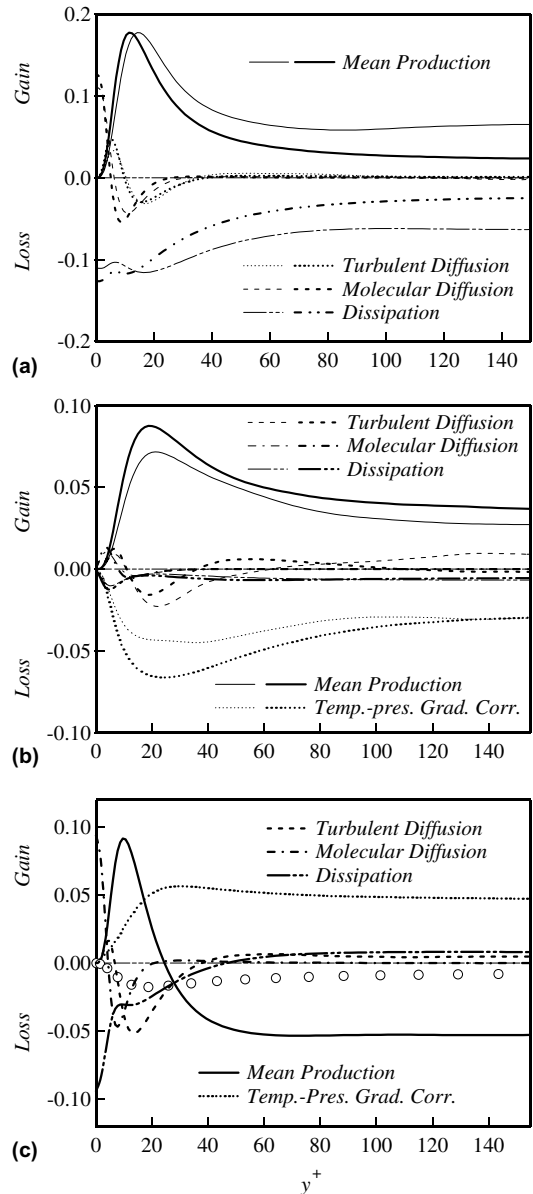 0.2
0.1
0.0
-0.1
-0.2
Gain
Loss
Mean Production
Turbulent Diffusion
Molecular Diffusion
Dissipation
0 20 40 60 80 100 120 140
(a)
0.10
0.05
0.00
-0.05
-0.10
Gain
Loss
Turbulent Diffusion
Molecular Diffusion
Dissipation
Mean Production
Temp.-pres. Grad. Corr.
0 20 40 60 80 100 120 140
(b)
0.10
0.05
0.00
-0.05
-0.10
Gain
Loss
Turbulent Diffusion
Molecular Diffusion
Dissipation
Mean Production
Temp.-Pres. Grad. Corr.
0 20 40 60 80 100 120 140
(c)
y+